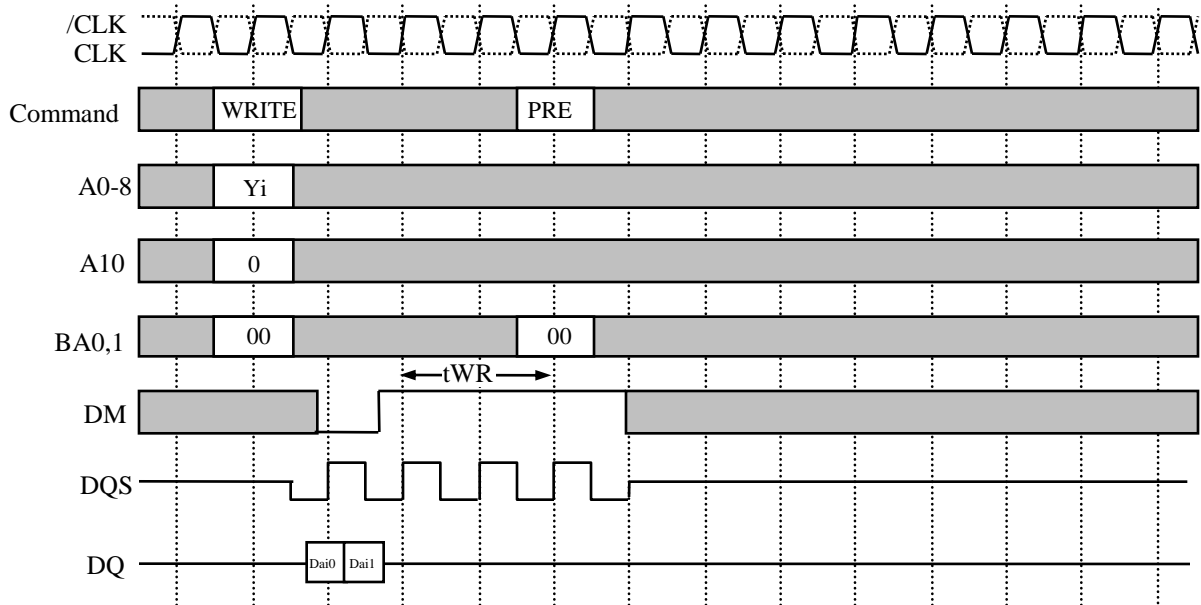 /CLK
CLK
Command WRITE PRE
A0-8 Yi
A10 0
BA0,1 00 00
tWR
DM
DQS
DQ Dai0 Dai1